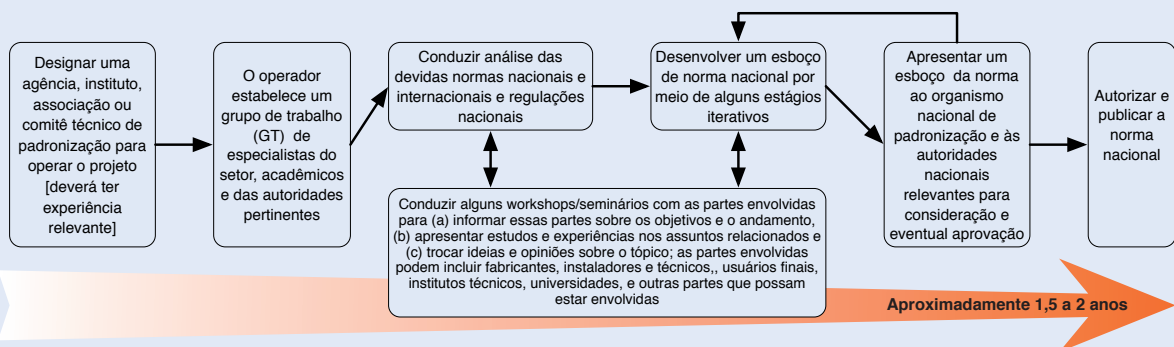 Designar uma
agência, instituto,
associação ou
comitê técnico de
padronização para
operar o projeto
[deverá ter
experiência
relevante]
O operador
estabelece um
grupo de trabalho
(GT) de
especialistas do
setor, acadêmicos
e das autoridades
pertinentes
Conduzir análise das
devidas normas nacionais e
internacionais e regulações
nacionais
Desenvolver um esboço
de norma nacional por
meio de alguns estágios
iterativos
Apresentar um
esboço da norma
ao organismo
nacional de
padronização e às
autoridades
nacionais
relevantes para
consideração e
eventual aprovação
Autorizar e
publicar a
norma
nacional
Conduzir alguns workshops/seminários com as partes envolvidas
para (a) informar essas partes sobre os objetivos e o andamento,
(b) apresentar estudos e experiências nos assuntos relacionados e
(c) trocar ideias e opiniões sobre o tópico; as partes envolvidas
podem incluir fabricantes, instaladores e técnicos,, usuários finais,
institutos técnicos, universidades, e outras partes que possam
estar envolvidas
Aproximadamente 1,5 a 2 anos